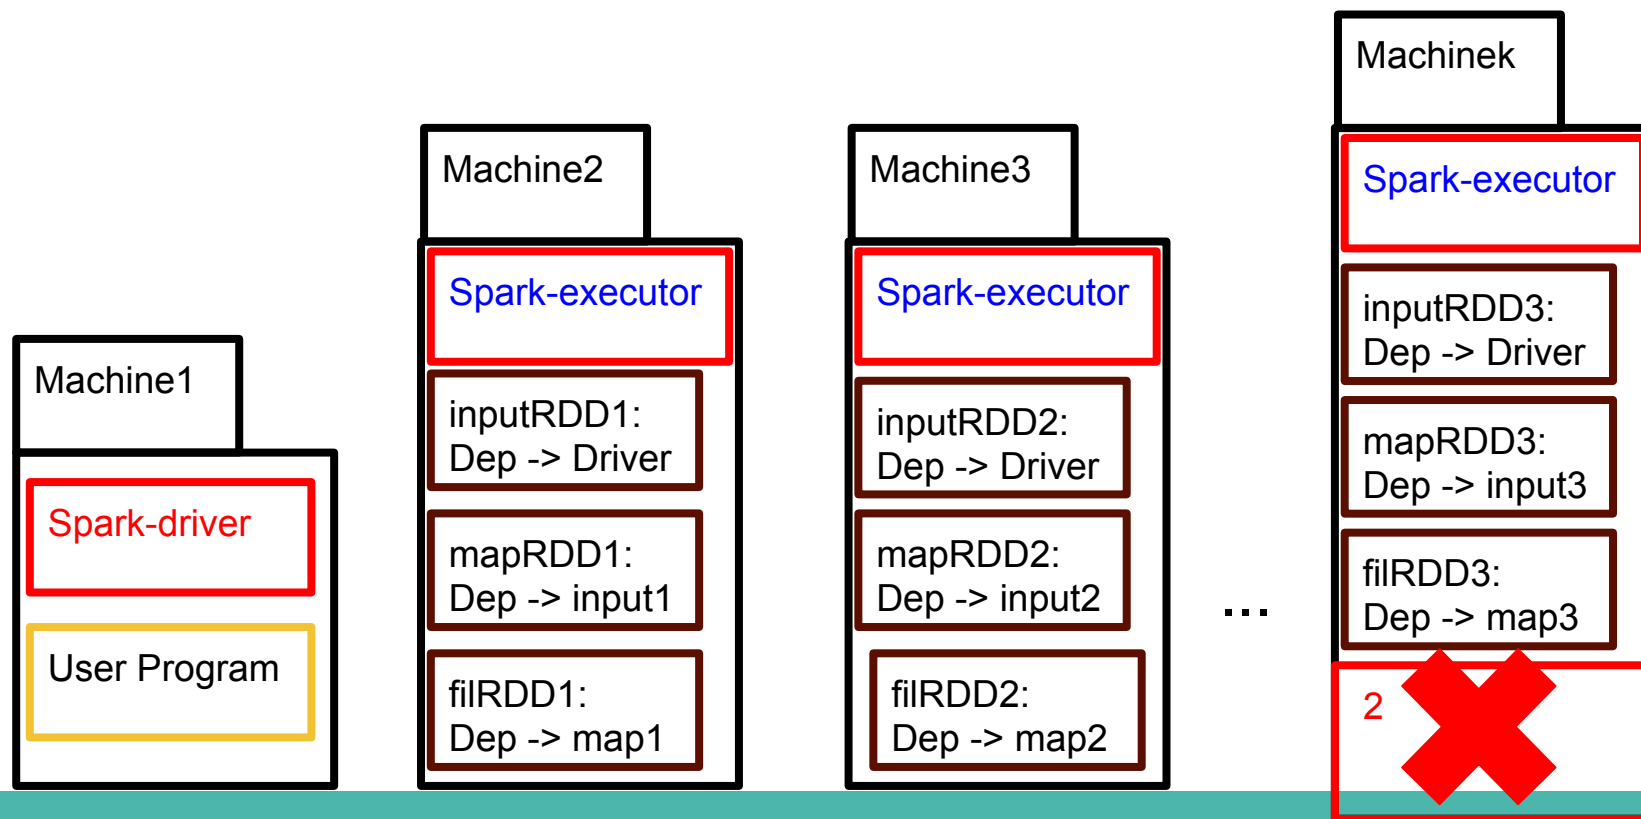 Machine1
Spark-driver
User Program
Machine2
Spark-executor
inputRDD1:
Dep -> Driver
mapRDD1:
Dep -> input1
filRDD1:
Dep -> map1
Machine3
Spark-executor
inputRDD2:
Dep -> Driver
mapRDD2:
Dep -> input2
filRDD2:
Dep -> map2
...
Machinek
Spark-executor
inputRDD3:
Dep -> Driver
mapRDD3:
Dep -> input3
filRDD3:
Dep -> map3
2